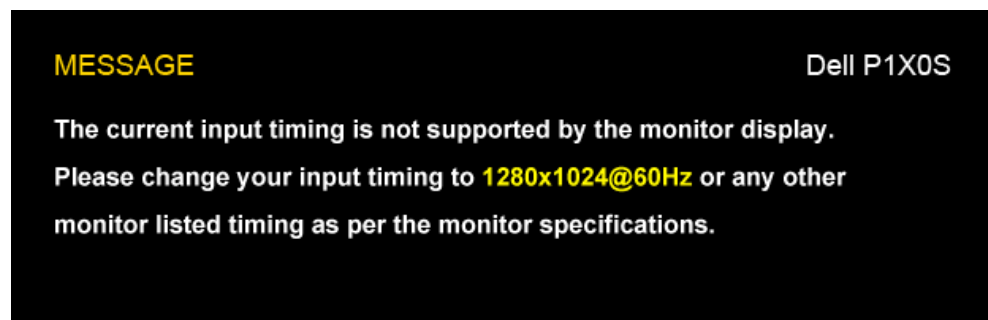 MESSAGE Dell P1X0S
The current input timing is not supported by the monitor display.
Please change your input timing to 1280x1024@60Hz or any other
monitor listed timing as per the monitor specifications.